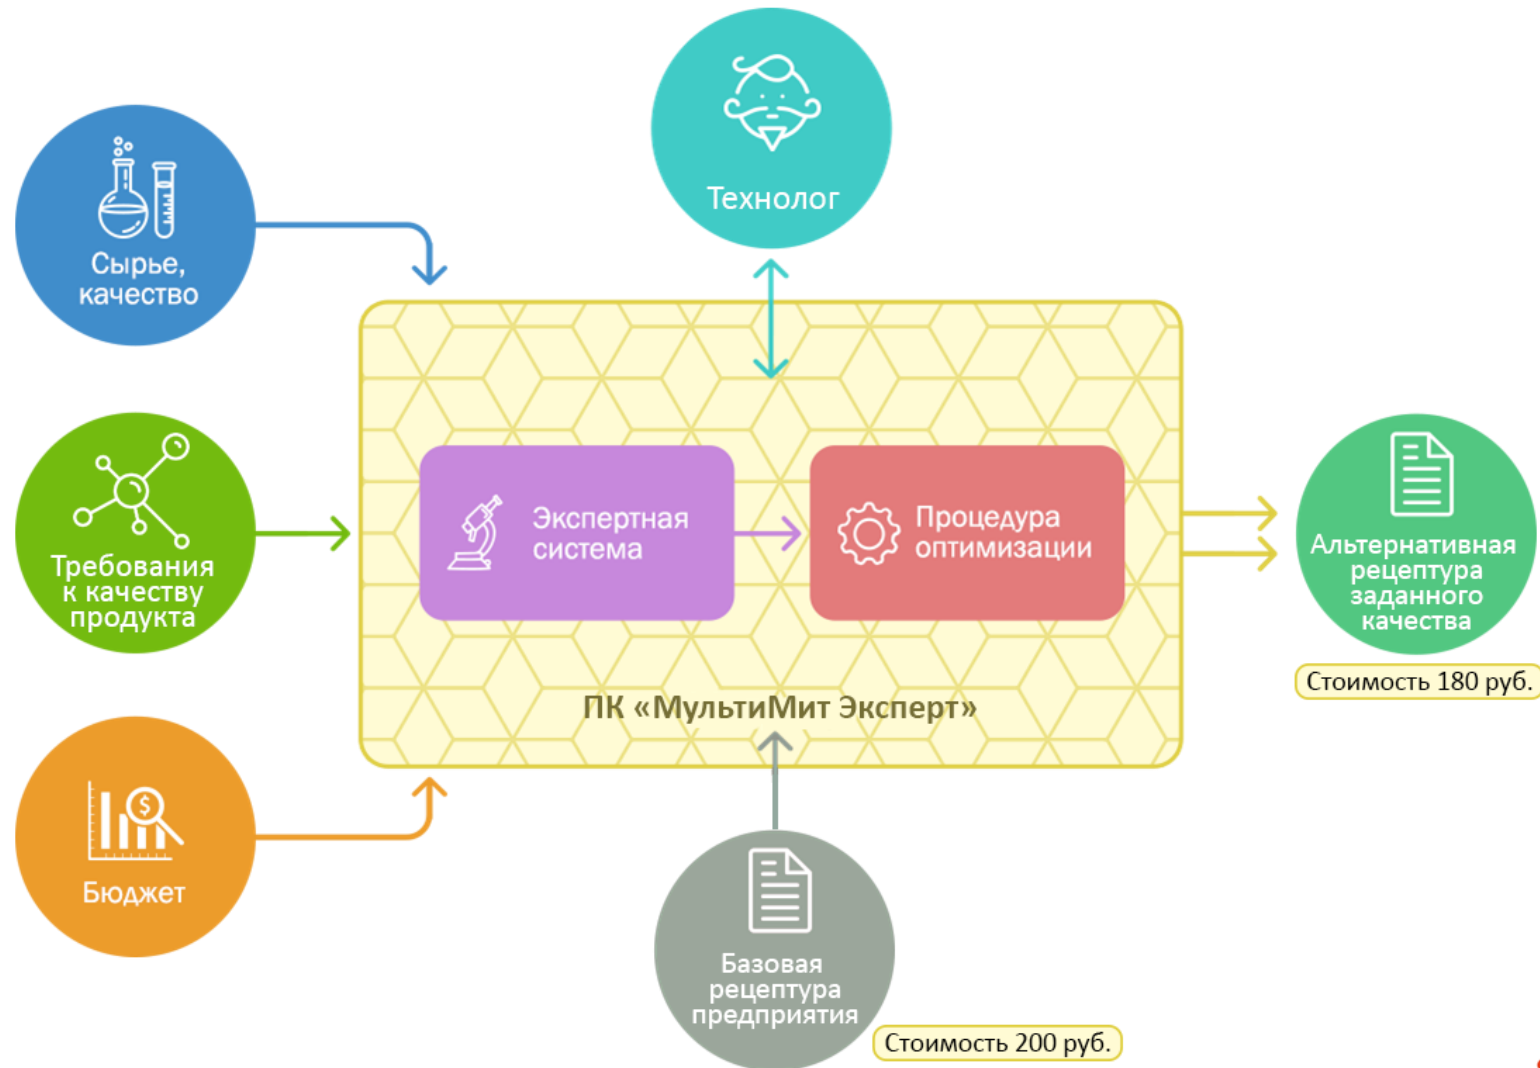 Технолог
Сырье,
качество
Экспертная
система
Процедура
оптимизации
Требования
к качеству
продукта
Альтернативная
рецептура
заданного
качества
Стоимость 180 руб.
ПК «МультиМит Эксперт»
Бюджет
$
Базовая
рецептура
предприятия
Стоимость 200 руб.